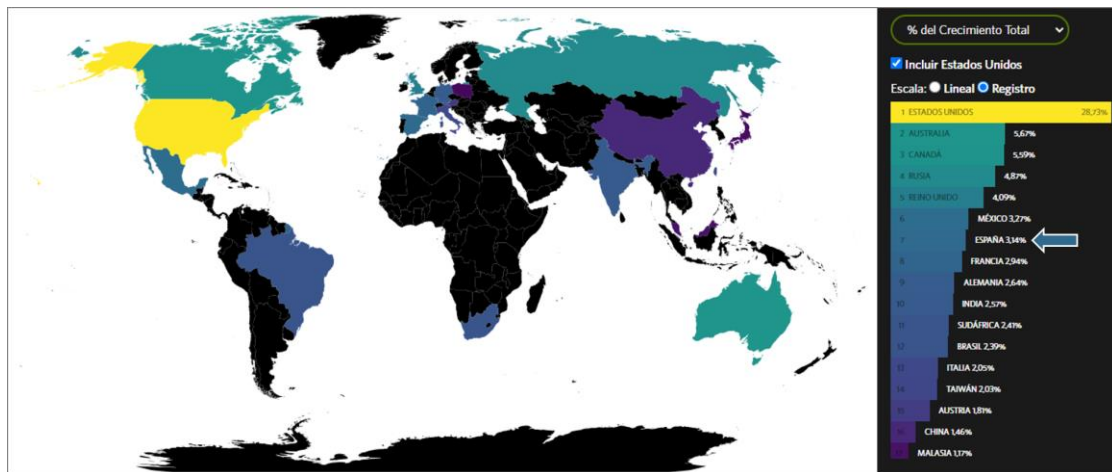 % del Crecimiento Total
Incluir Estados Unidos
Escala: Lineal Registro
1 ESTADOS UNIDOS 28,73%
2 AUSTRALIA 5,67%
3 CANADÁ 5,59%
4 RUSIA 4,87%
5 REINO UNIDO 4,09%
6 MÉXICO 3,27%
7 ESPAÑA 3,14%
8 FRANCIA 2,94%
9 ALEMANIA 2,64%
10 INDIA 2,57%
11 SUDÁFRICA 2,41%
12 BRASIL 2,39%
13 ITALIA 2,05%
14 TAIWÁN 2,03%
15 AUSTRIA 1,81%
16 CHINA 1,46%
17 MALASIA 1,17%